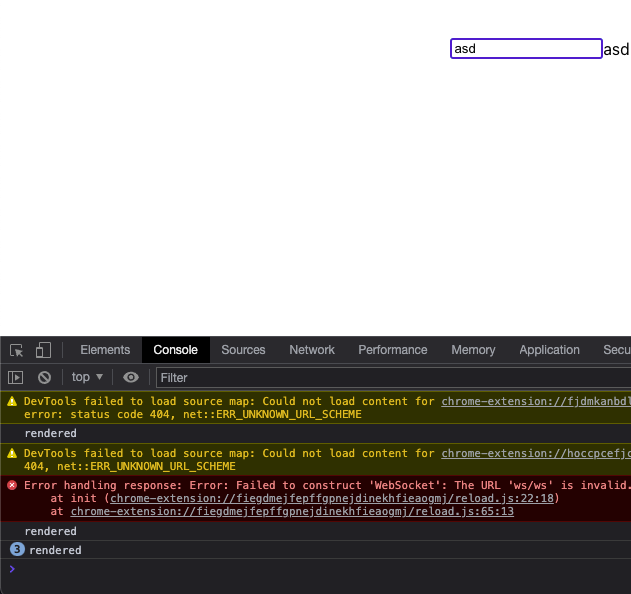 asd asd
Elements Console Sources Network Performance Memory Application Secu
top Filter
DevTools failed to load source map: Could not load content for chrome-extension://fjdmkanbdl
error: status code 404, net::ERR_UNKNOWN_URL_SCHEME
rendered
DevTools failed to load source map: Could not load content for chrome-extension://hoccpcefjc
404, net::ERR_UNKNOWN_URL_SCHEME
Error handling response: Error: Failed to construct 'WebSocket': The URL 'ws/ws' is invalid.
at init (chrome-extension://fiegdmejfepffgpnejdinekhfieaogmj/reload.js:22:18)
at chrome-extension://fiegdmejfepffgpnejdinekhfieaogmj/reload.js:65:13
rendered
3 rendered